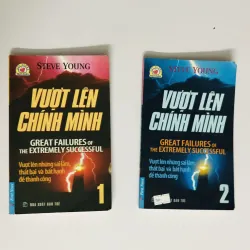 STEVE YOUNG
VƯỢT LÊN
CHÍNH MÌNH
GREAT FAILURES OF
THE EXTREMELY SUCCESSFUL
Vượt lên những sai lầm,
thất bại và bất hạnh
để thành công
1
NHÀ XUẤT BẢN TRẺ
STEVE YOUNG
VƯỢT LÊN
CHÍNH MÌNH
GREAT FAILURES OF
THE EXTREMELY SUCCESSFUL
Vượt lên những sai lầm,
thất bại và bất hạnh
để thành công
2
NHÀ XUẤT BẢN TRẺ